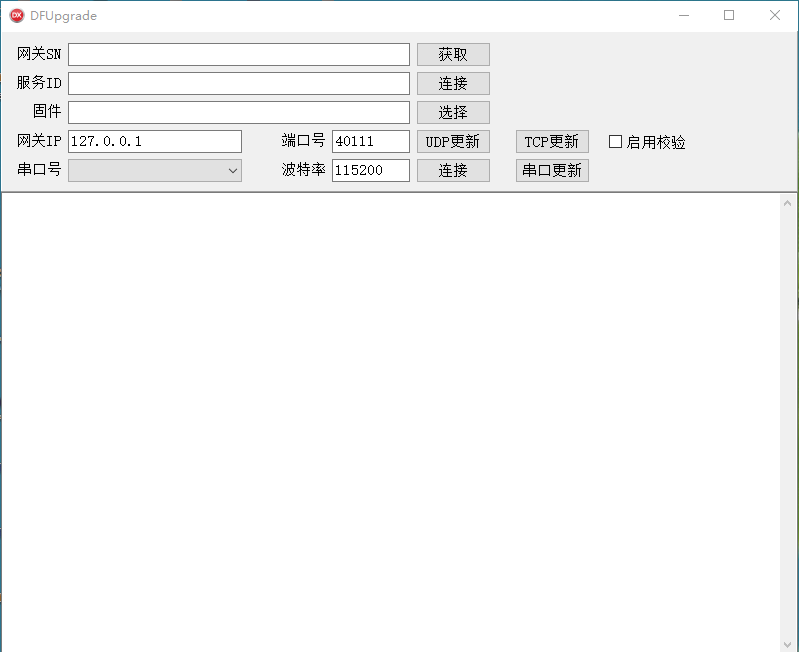 DFUpgrade
网关SN 获取
服务ID 连接
固件 选择
网关IP 127.0.0.1 端口号 40111 UDP更新 TCP更新 启用校验
串口号 波特率 115200 连接 串口更新